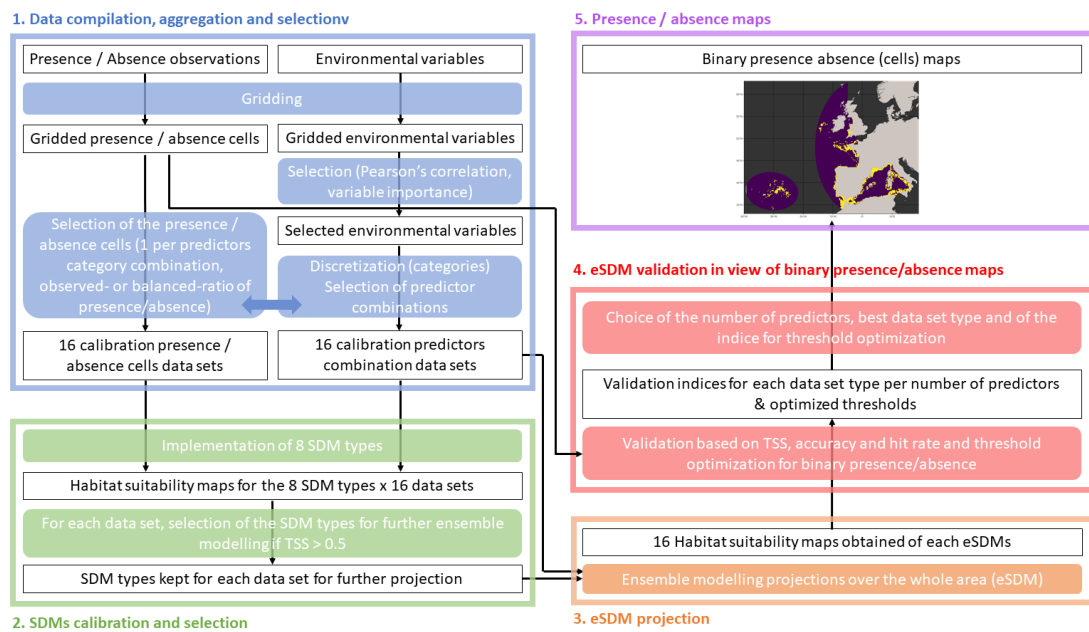 1. Data compilation, aggregation and selectionv
Presence / Absence observations
Environmental variables
Gridding
Gridded presence / absence cells
Gridded environmental variables
Selection (Pearson's correlation,
variable importance)
Selection of the presence /
absence cells (1 per predictors
category combination,
observed- or balanced-ratio of
presence/absence)
Selected environmental variables
Discretization (categories)
Selection of predictor
combinations
16 calibration presence /
absence cells data sets
16 calibration predictors
combination data sets
Implementation of 8 SDM types
Habitat suitability maps for the 8 SDM types x 16 data sets
For each data set, selection of the SDM types for further ensemble
modelling if TSS > 0.5
SDM types kept for each data set for further projection
2. SDMs calibration and selection
5. Presence / absence maps
Binary presence absence (cells) maps
4. eSDM validation in view of binary presence/absence maps
Choice of the number of predictors, best data set type and of the
indice for threshold optimization
Validation indices for each data set type per number of predictors
& optimized thresholds
Validation based on TSS, accuracy and hit rate and threshold
optimization for binary presence/absence
16 Habitat suitability maps obtained of each eSDMs
Ensemble modelling projections over the whole area (eSDM)
3. eSDM projection